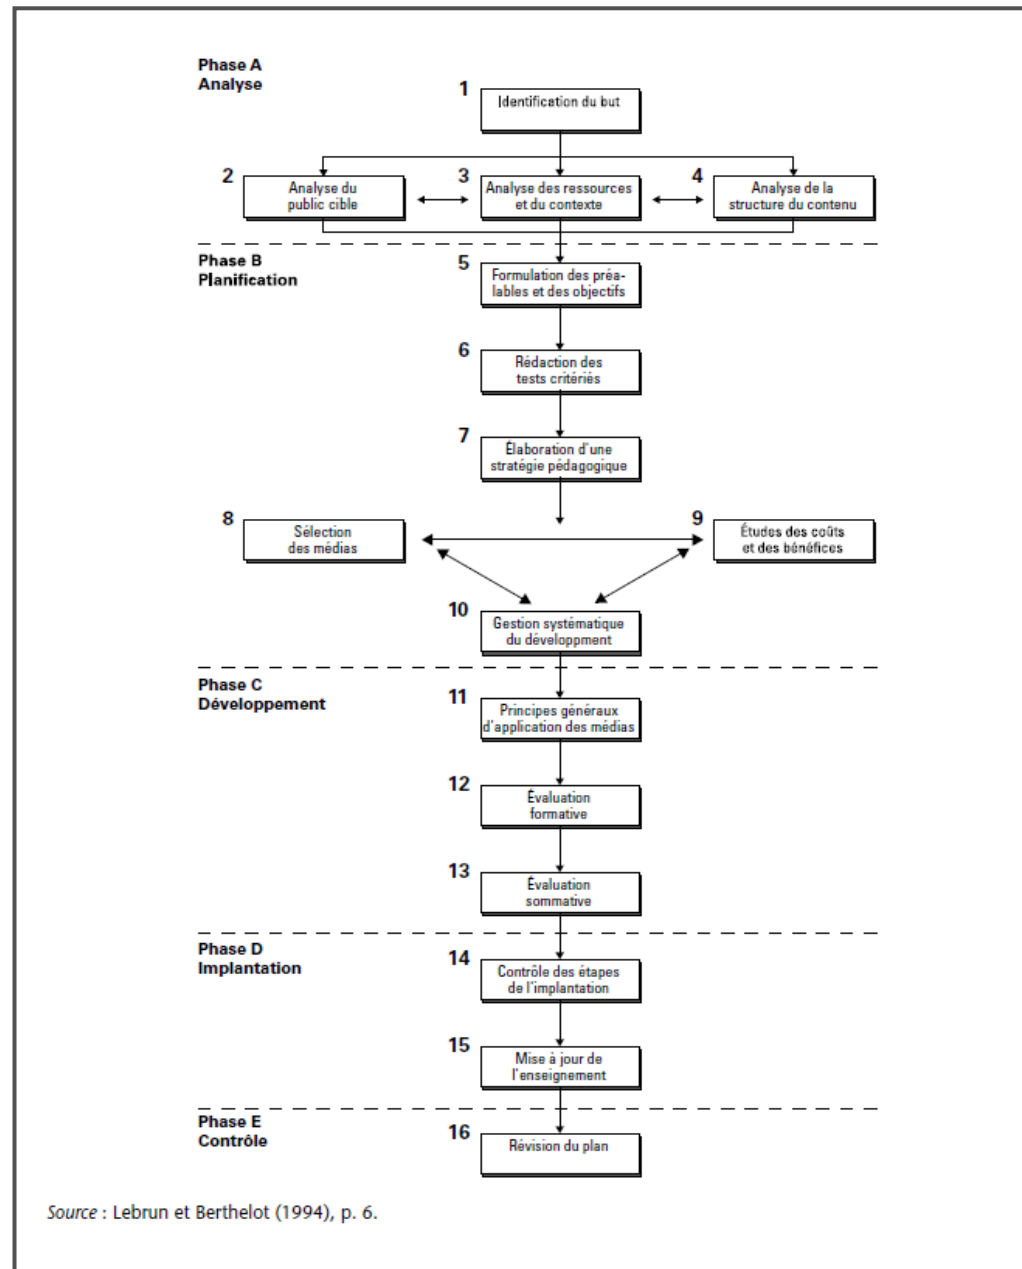 Phase A
Analyse
1
Identification du but
2
Analyse du
public cible
3
Analyse des ressources
et du contexte
4
Analyse de la
structure du contenu
Phase B
Planification
5
Formulation des préa-
lables et des objectifs
6
Rédaction des
tests critériés
7
Élaboration d'une
stratégie pédagogique
8
Sélection
des médias
9
Études des coûts
et des bénéfices
10
Gestion systématique
du développment
Phase C
Développement
11
Principes généraux
d'application des médias
12
Évaluation
formative
13
Évaluation
sommative
Phase D
Implantation
14
Contrôle des étapes
de l'implantation
15
Mise à jour de
l'enseignement
Phase E
Contrôle
16
Révision du plan
Source : Lebrun et Berthelot (1994), p. 6.